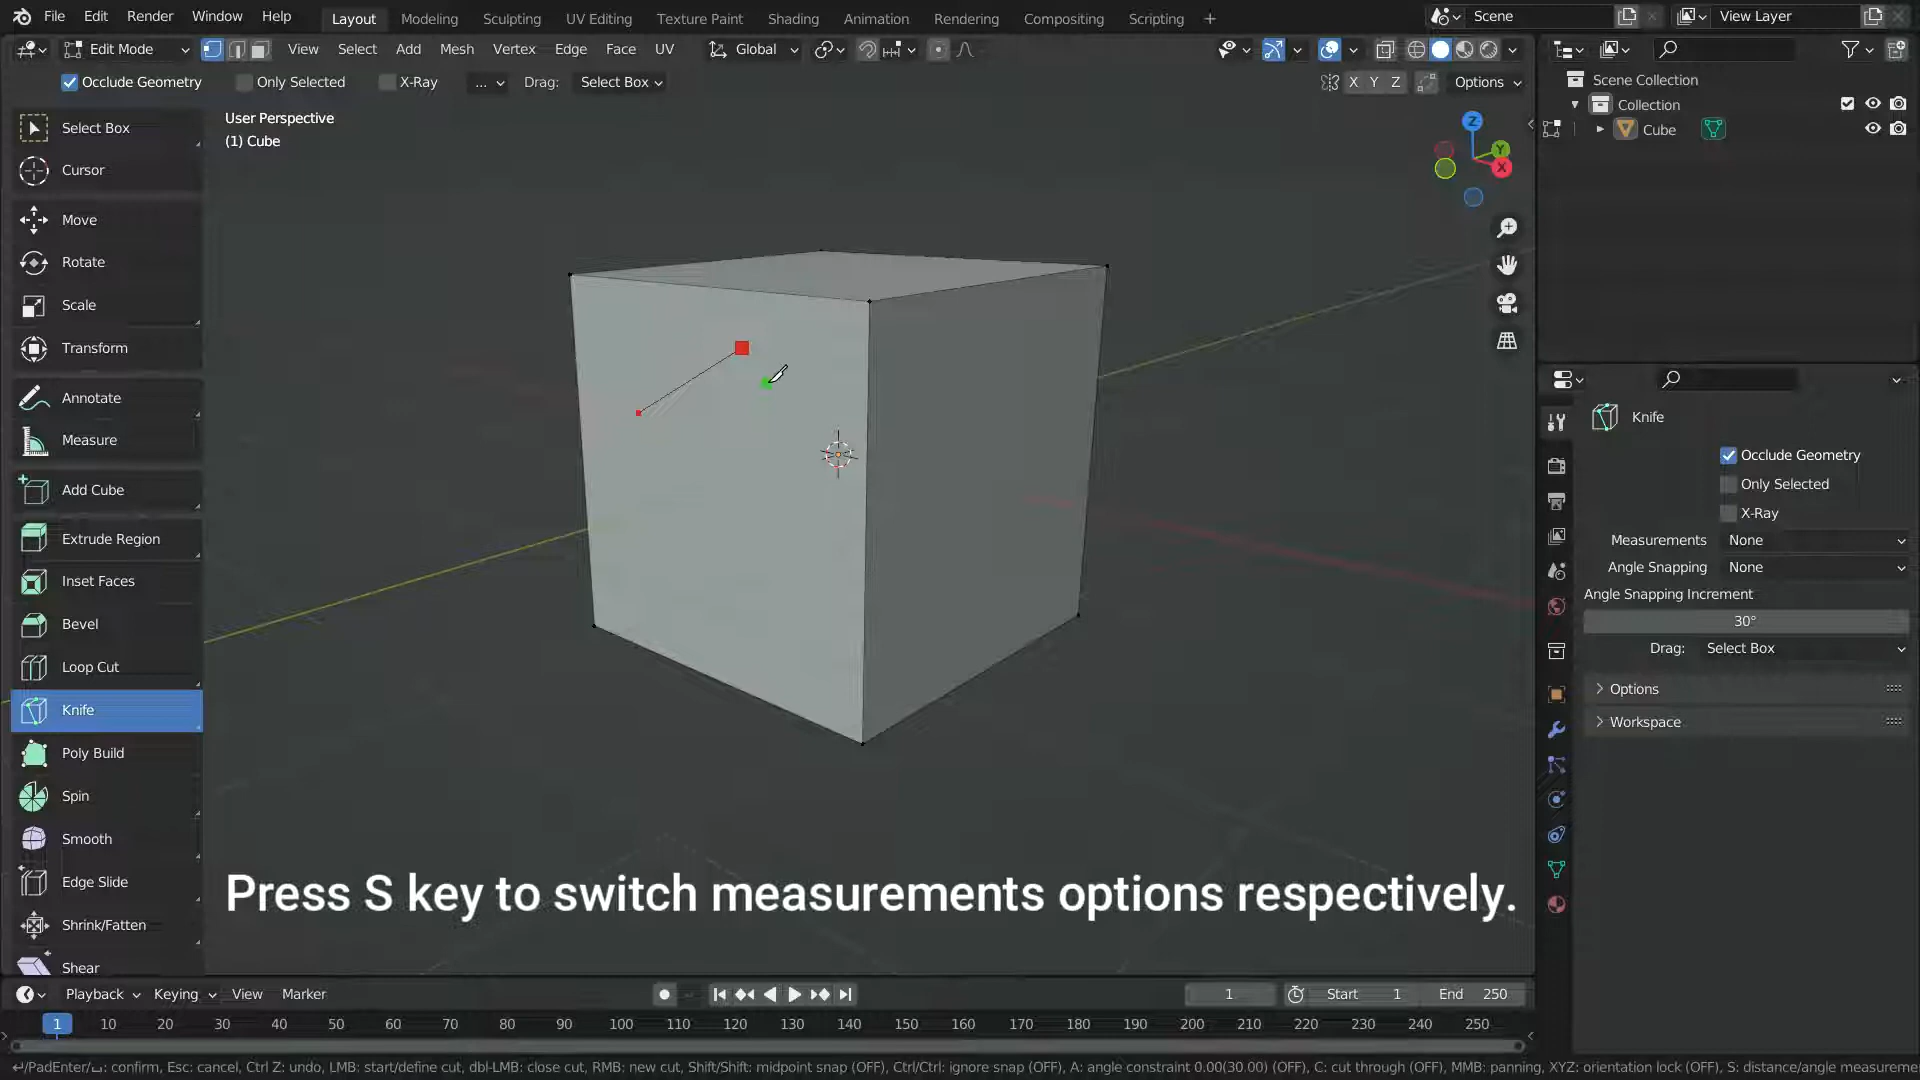 File Edit Render Window Help Layout Modeling Sculpting UV Editing Texture Paint Shading Animation Rendering Compositing Scripting + Scene View Layer
Edit Mode View Select Add Mesh Vertex Edge Face UV Global
Occlude Geometry Only Selected X-Ray ... Drag: Select Box X Y Z Options
User Perspective
(1) Cube
Z
Y
X
Select Box
Cursor
Move
Rotate
Scale
Transform
Annotate
Measure
Add Cube
Extrude Region
Inset Faces
Bevel
Loop Cut
Knife
Poly Build
Spin
Smooth
Edge Slide
Shrink/Fatten
Shear
Scene Collection
Collection
Cube
Knife
Occlude Geometry
Only Selected
X-Ray
Measurements None
Angle Snapping None
Angle Snapping Increment
30°
Drag: Select Box
Options
Workspace
Press S key to switch measurements options respectively.
Playback Keying View Marker 1 Start 1 End 250
1 10 20 30 40 50 60 70 80 90 100 110 120 130 140 150 160 170 180 190 200 210 220 230 240 250
↵/PadEnter/␣: confirm, Esc: cancel, Ctrl Z: undo, LMB: start/define cut, dbl-LMB: close cut, RMB: new cut, Shift/Shift: midpoint snap (OFF), Ctrl/Ctrl: ignore snap (OFF), A: angle constraint 0.00(30.00) (OFF), C: cut through (OFF), MMB: panning, XYZ: orientation lock (OFF), S: distance/angle measureme